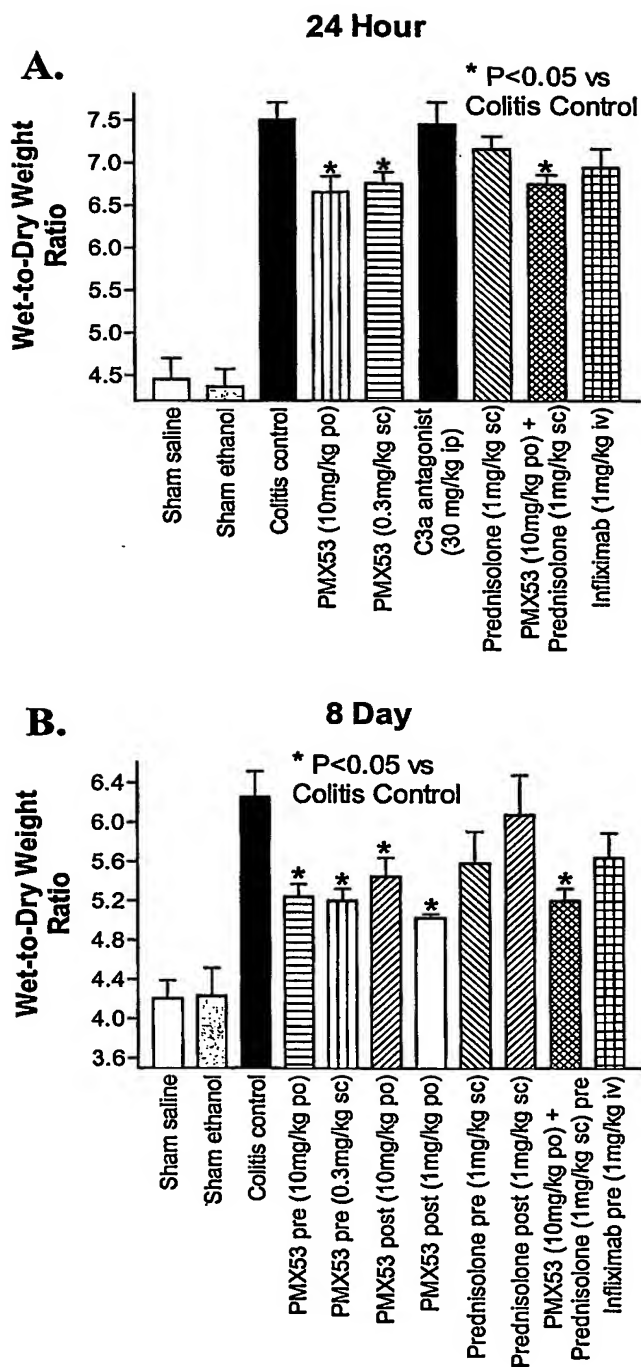 24 Hour
A.
* P<0.05 vs
Colitis Control
Wet-to-Dry Weight
Ratio
7.5
7.0
6.5
6.0
5.5
5.0
4.5
*
*
*
Sham saline
Sham ethanol
Colitis control
PMX53 (10mg/kg po)
PMX53 (0.3mg/kg sc)
C3a antagonist
(30 mg/kg ip)
Prednisolone (1mg/kg sc)
PMX53 (10mg/kg po) +
Prednisolone (1mg/kg sc)
Infliximab (1mg/kg iv)
8 Day
B.
* P<0.05 vs
Colitis Control
Wet-to-Dry Weight
Ratio
6.4
6.0
5.6
5.2
4.8
4.4
4.0
3.6
*
*
*
*
*
Sham saline
Sham ethanol
Colitis control
PMX53 pre (10mg/kg po)
PMX53 pre (0.3mg/kg sc)
PMX53 post (10mg/kg po)
PMX53 post (1mg/kg po)
Prednisolone pre (1mg/kg sc)
Prednisolone post (1mg/kg sc)
PMX53 (10mg/kg po) +
Prednisolone (1mg/kg sc) pre
Infliximab pre (1mg/kg iv)